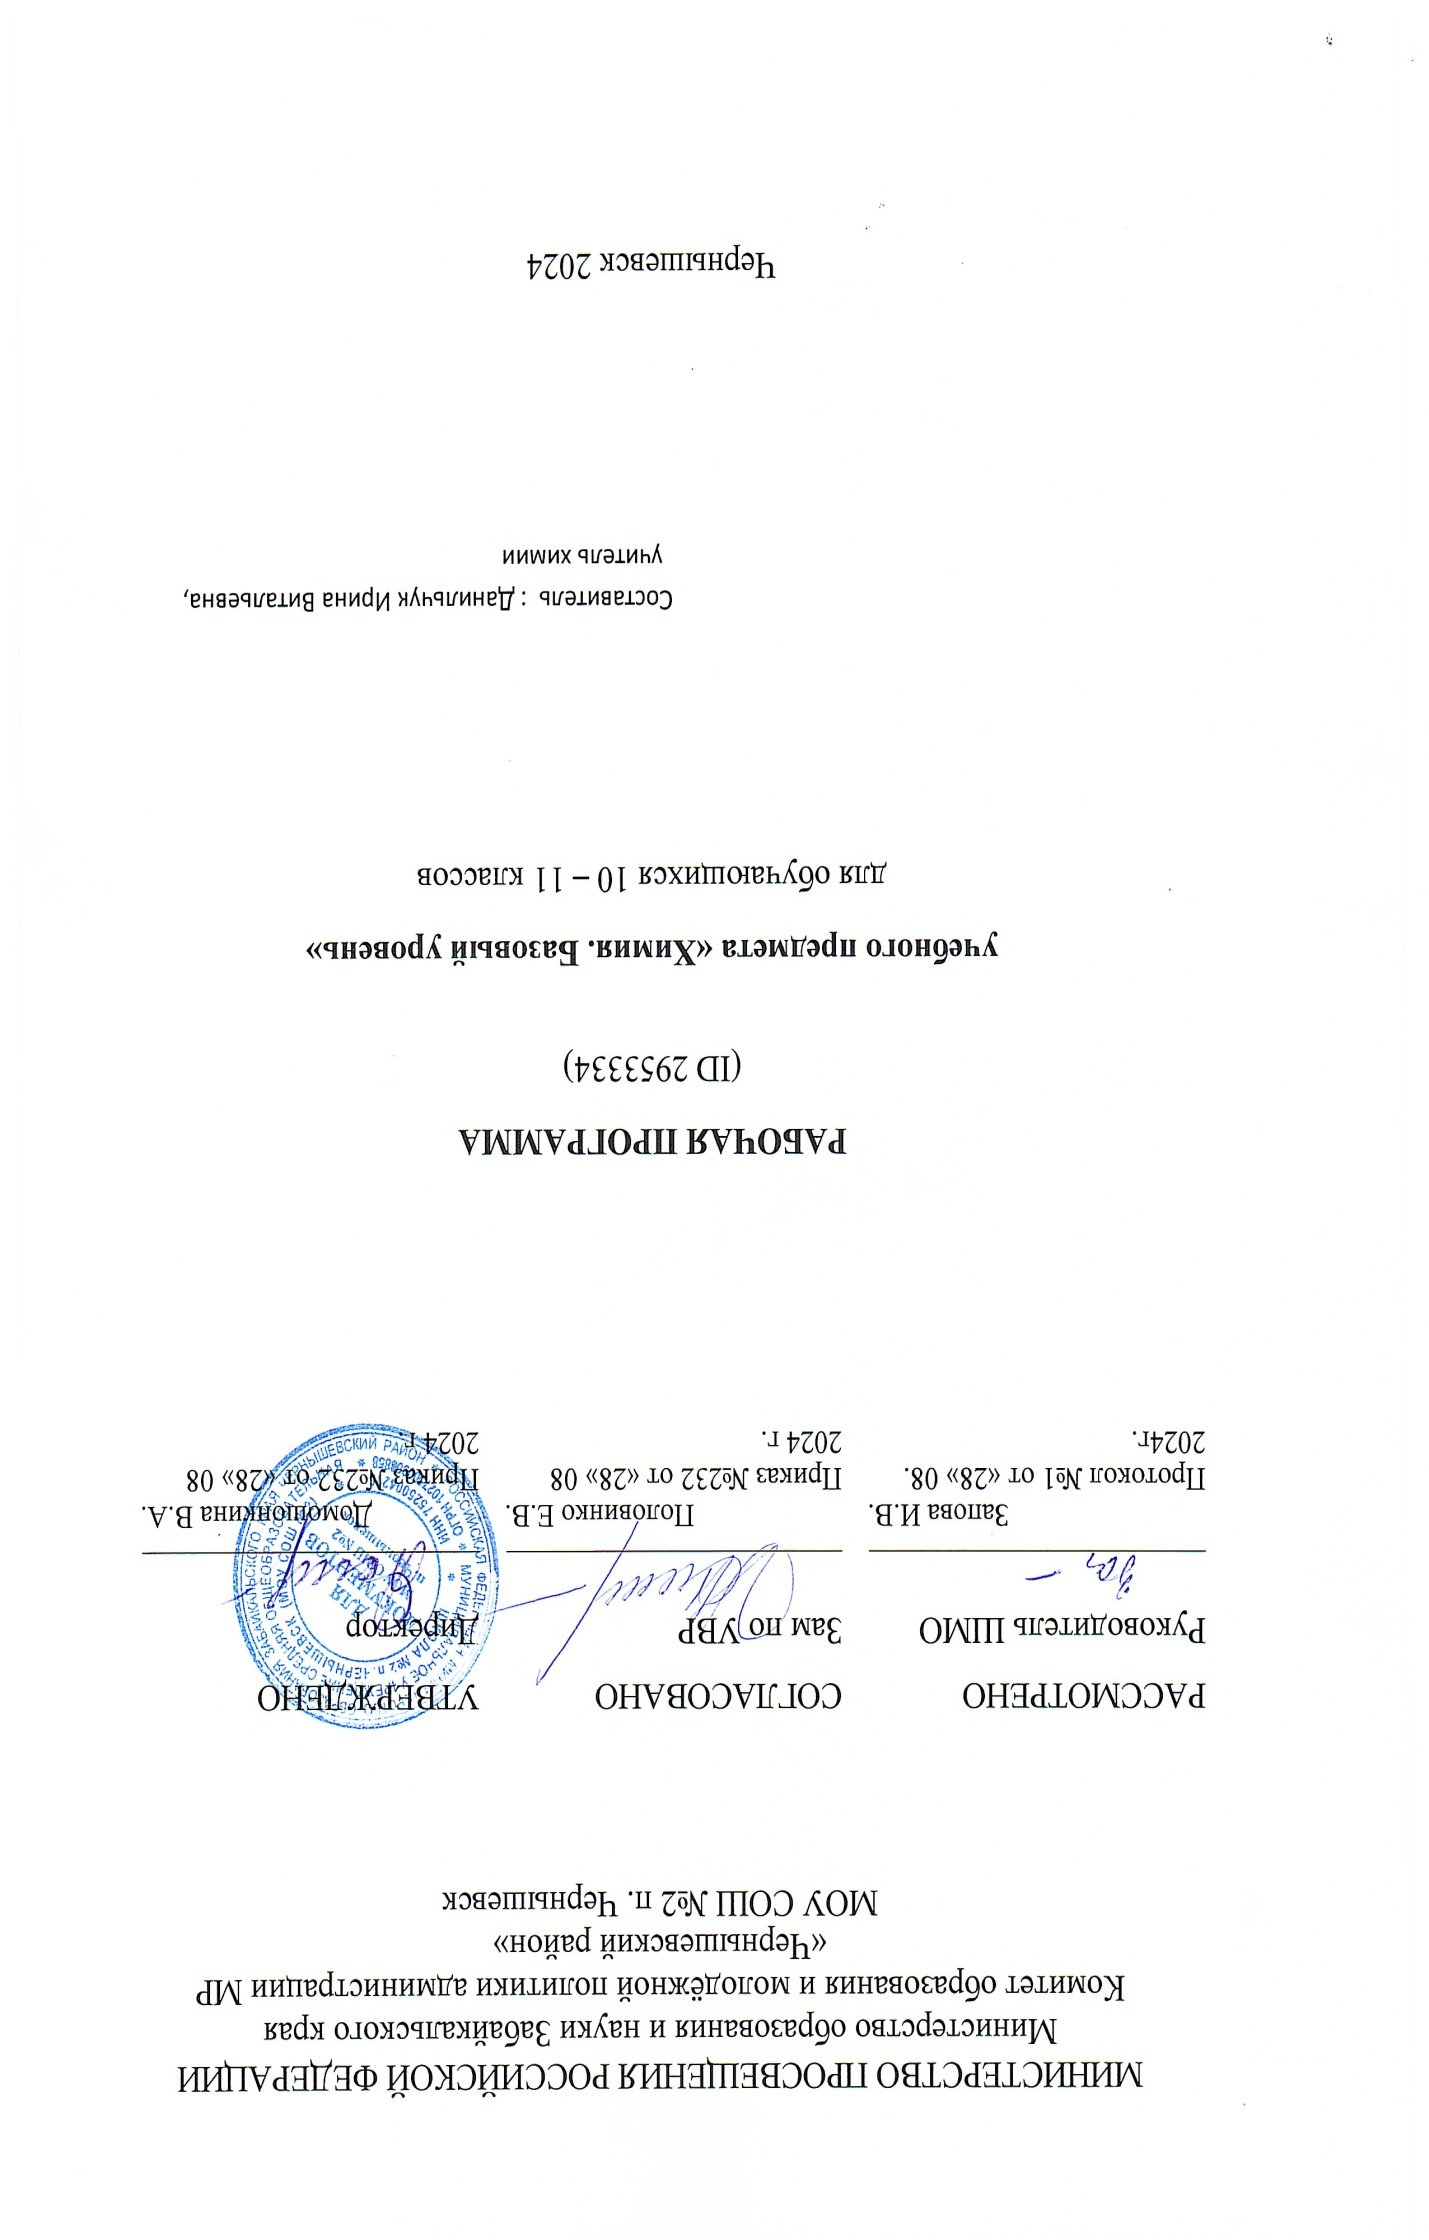 МИНИСТЕРСТВО ПРОСВЕЩЕНИЯ РОССИЙСКОЙ ФЕДЕРАЦИИ
Министерство образования и науки Забайкальского края
Комитет образования и молодёжной политики администрации МР
«Чернышевский район»
МОУ СОШ №2 п. Чернышевск
РАССМОТРЕНО
Руководитель ШМО
Запова И.В.
Протокол №1 от «28» 08.
2024г.
СОГЛАСОВАНО
Зам по УВР
Половинко Е.В.
Приказ №232 от «28» 08
2024 г.
УТВЕРЖДЕНО
Директор
Домошонкина В.А.
Приказ №232 от «28» 08
2024 г.
ДЛЯ
ДОКУМЕНТОВ
РАБОЧАЯ ПРОГРАММА
(ID 2953334)
учебного предмета «Химия. Базовый уровень»
для обучающихся 10 – 11 классов
Составитель : Данильчук Ирина Витальевна,
учитель химии
Чернышевск 2024